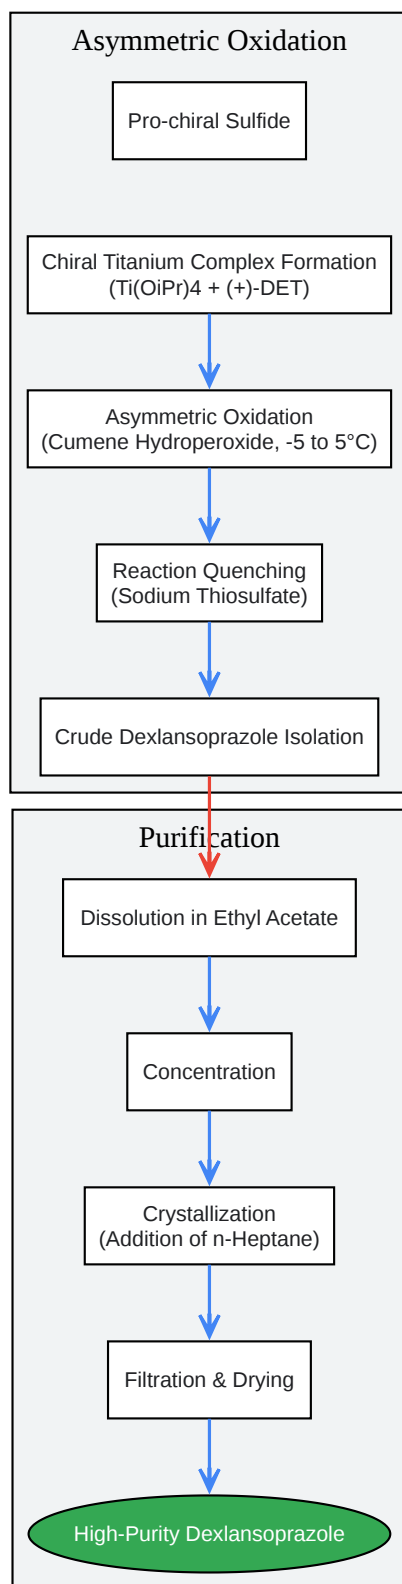 Asymmetric Oxidation
Pro-chiral Sulfide
Chiral Titanium Complex Formation
(Ti(OiPr)4 + (+)-DET)
Asymmetric Oxidation
(Cumene Hydroperoxide, -5 to 5°C)
Reaction Quenching
(Sodium Thiosulfate)
Crude Dexlansoprazole Isolation
Purification
Dissolution in Ethyl Acetate
Concentration
Crystallization
(Addition of n-Heptane)
Filtration & Drying
High-Purity Dexlansoprazole